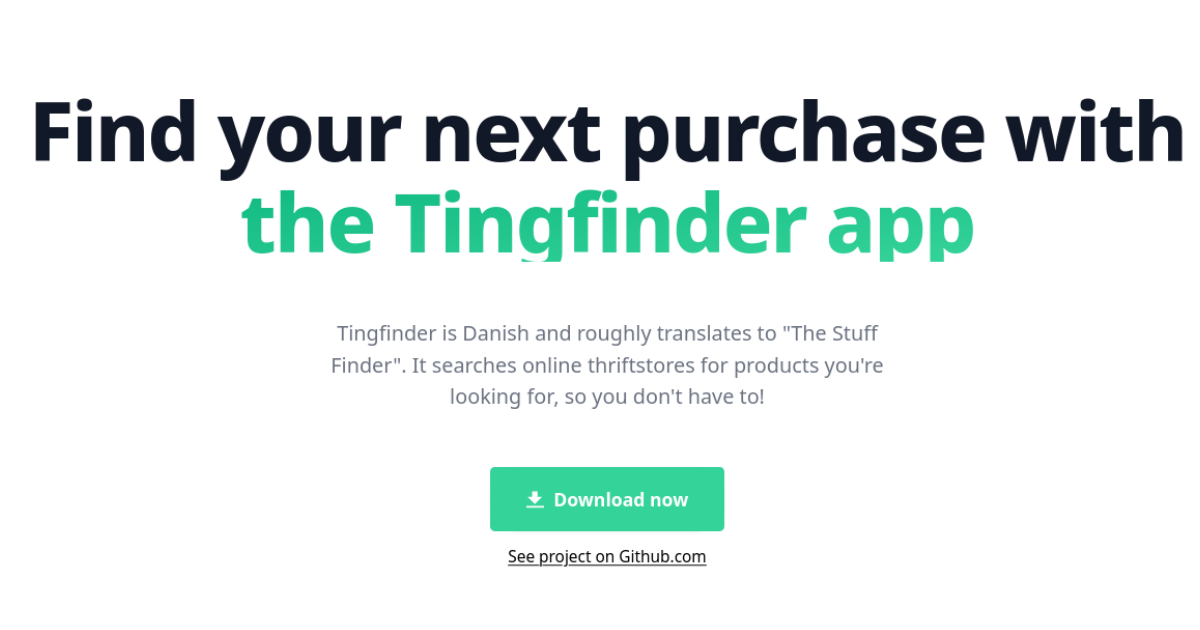 Find your next purchase with
the Tingfinder app
Tingfinder is Danish and roughly translates to "The Stuff
Finder". It searches online thriftstores for products you're
looking for, so you don't have to!
Download now
See project on Github.com